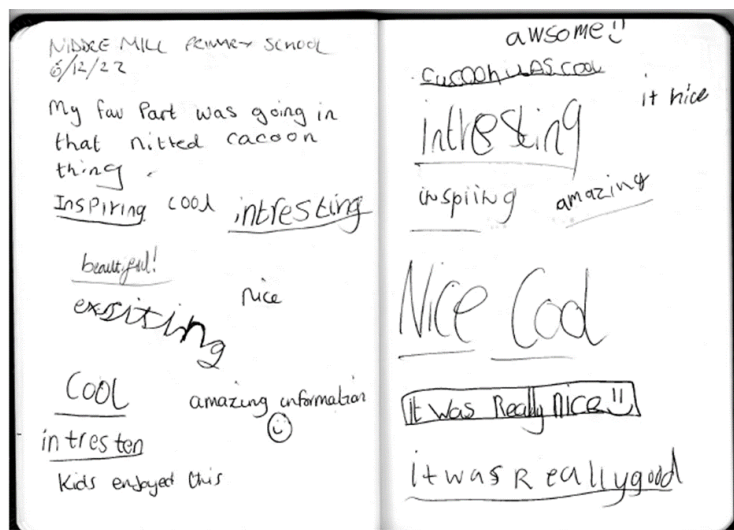 NIDDRE MILL PRIMARY SCHOOL
6/12/22
My fav Part was going in
that nitted cacoon
thing.
Inspiring cool intresting
beautiful!
nice
exsiting
COOL
amazing information
intresten
kids enjoyed this
awsome
cucooh WAS COOL
it nice
intresting
inspiing
amazing
Nice Cool
it was Really nice
it was Really good